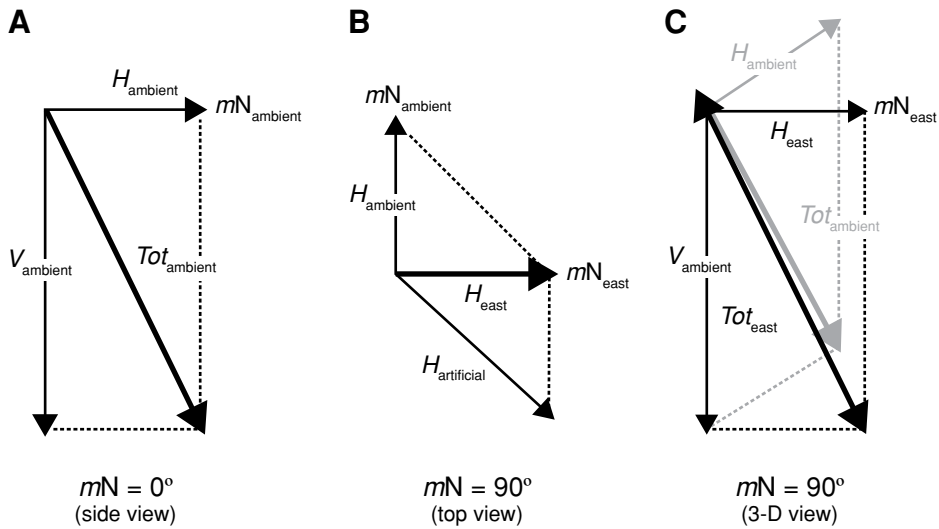 A
H_ambient
mN_ambient
V_ambient
Tot_ambient
mN = 0º
(side view)
B
mN_ambient
H_ambient
mN_east
H_east
H_artificial
mN = 90º
(top view)
C
H_ambient
mN_east
H_east
Tot_ambient
V_ambient
Tot_east
mN = 90º
(3-D view)